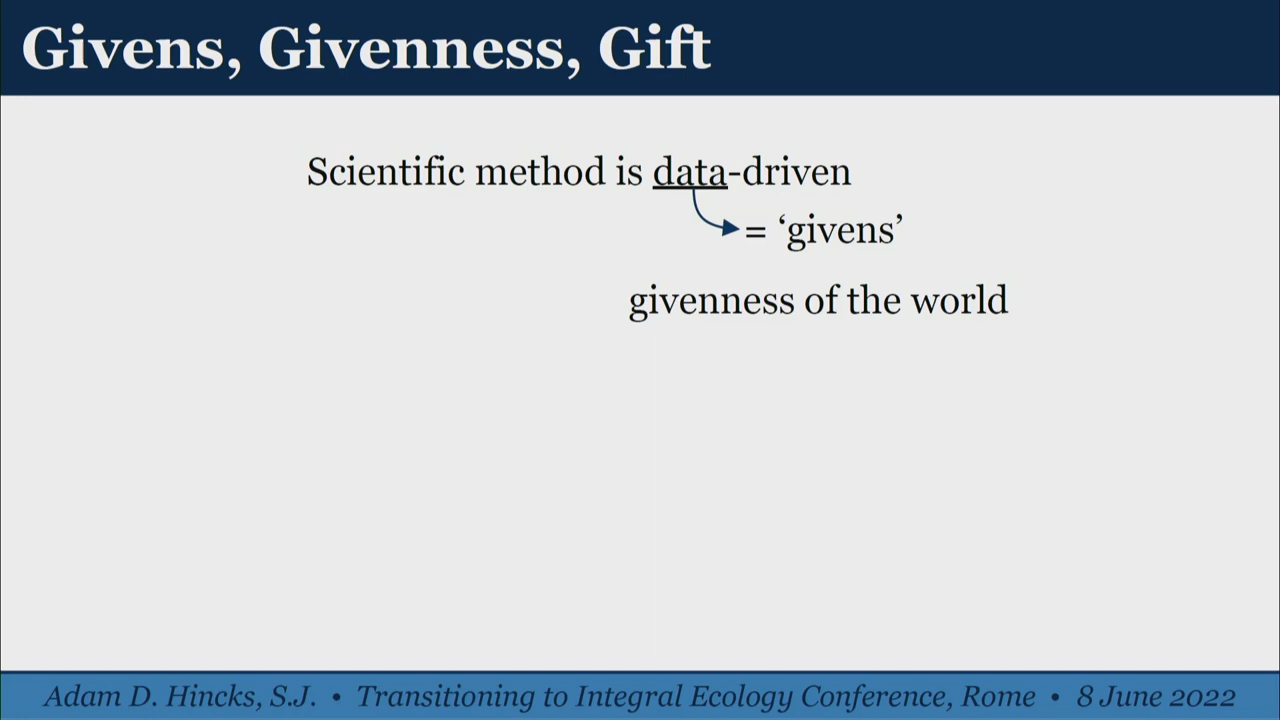 Givens, Givenness, Gift
Scientific method is data-driven
= ‘givens’
givenness of the world
Adam D. Hincks, S.J. • Transitioning to Integral Ecology Conference, Rome • 8 June 2022